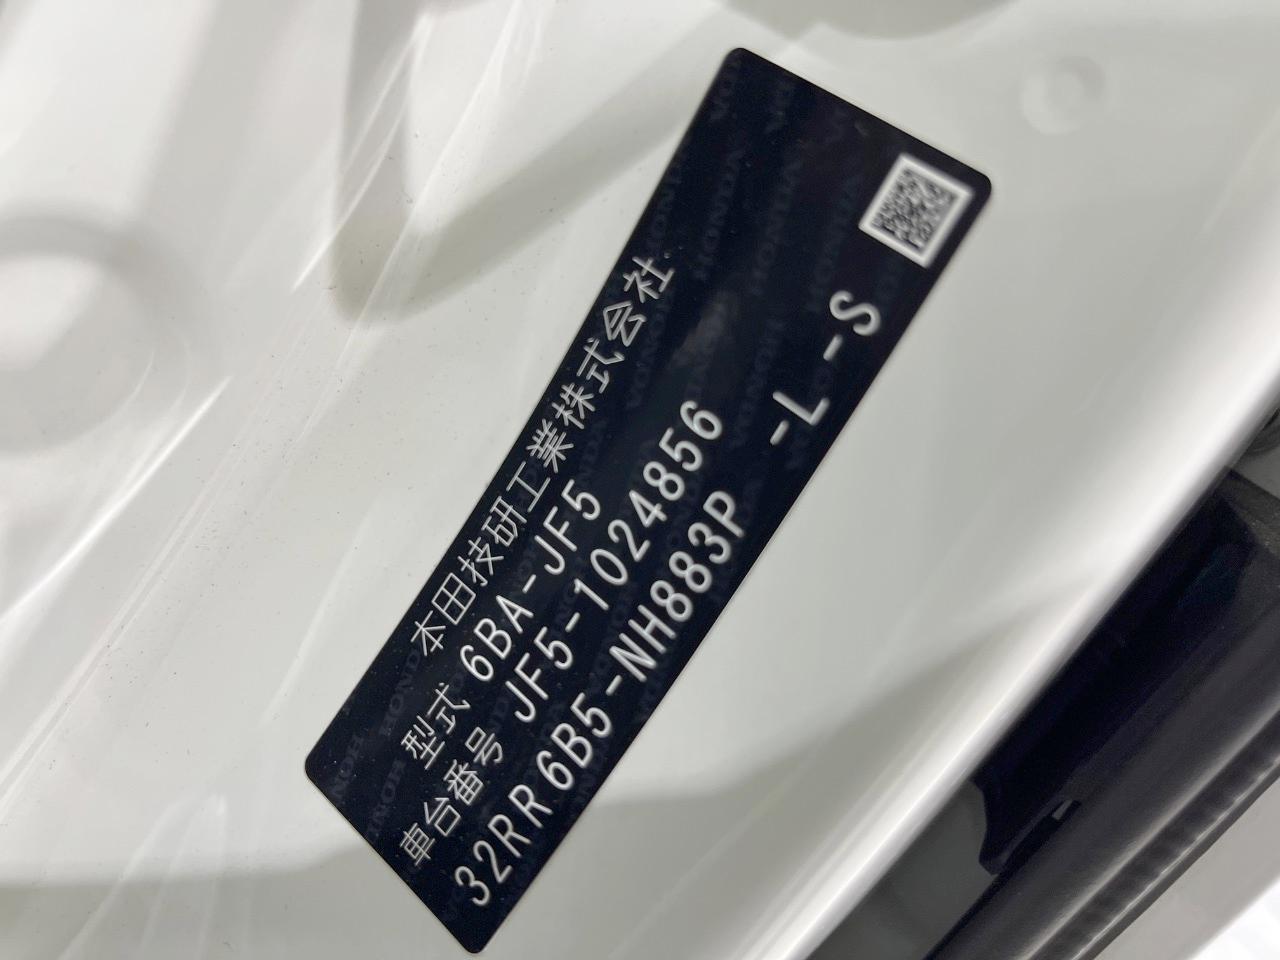 本田技研工業株式会社
型式 6BA-JF5
車台番号 JF5-1024856
32RR6B5-NH883P -L-S